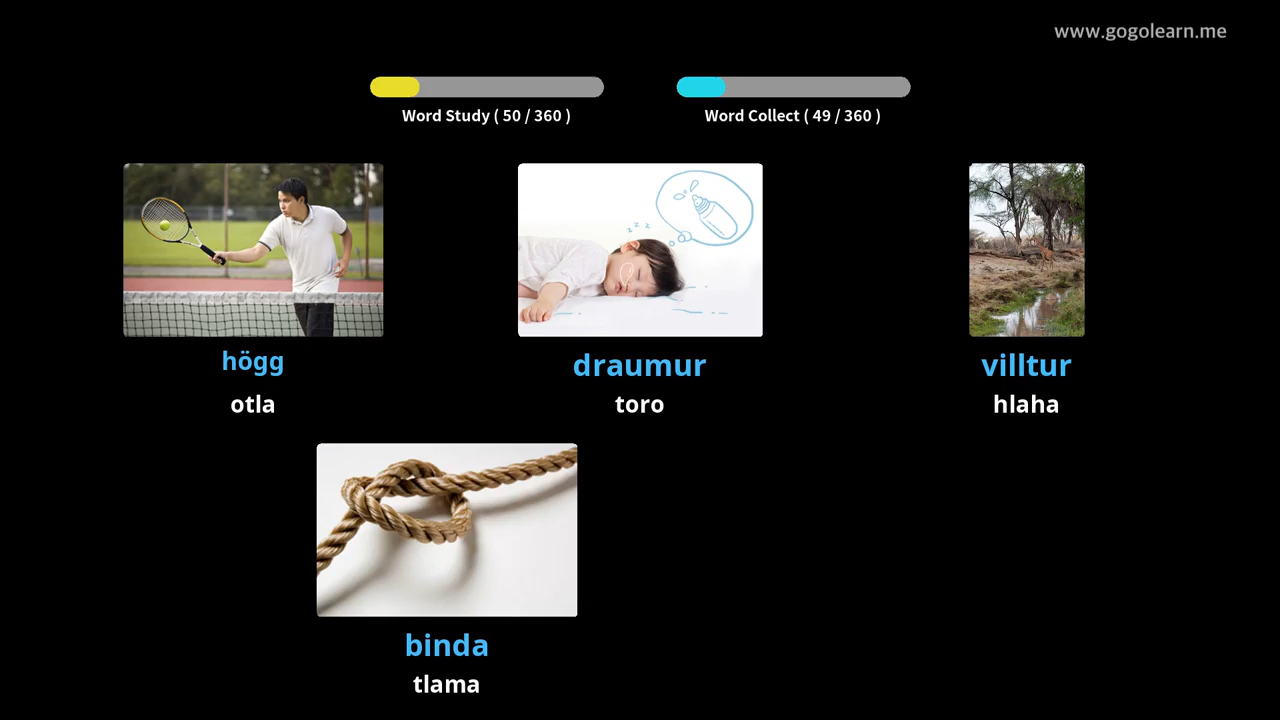 www.gogolearn.me
Word Study ( 50 / 360 )
Word Collect ( 49 / 360 )
högg
otla
draumur
toro
villtur
hlaha
binda
tlama